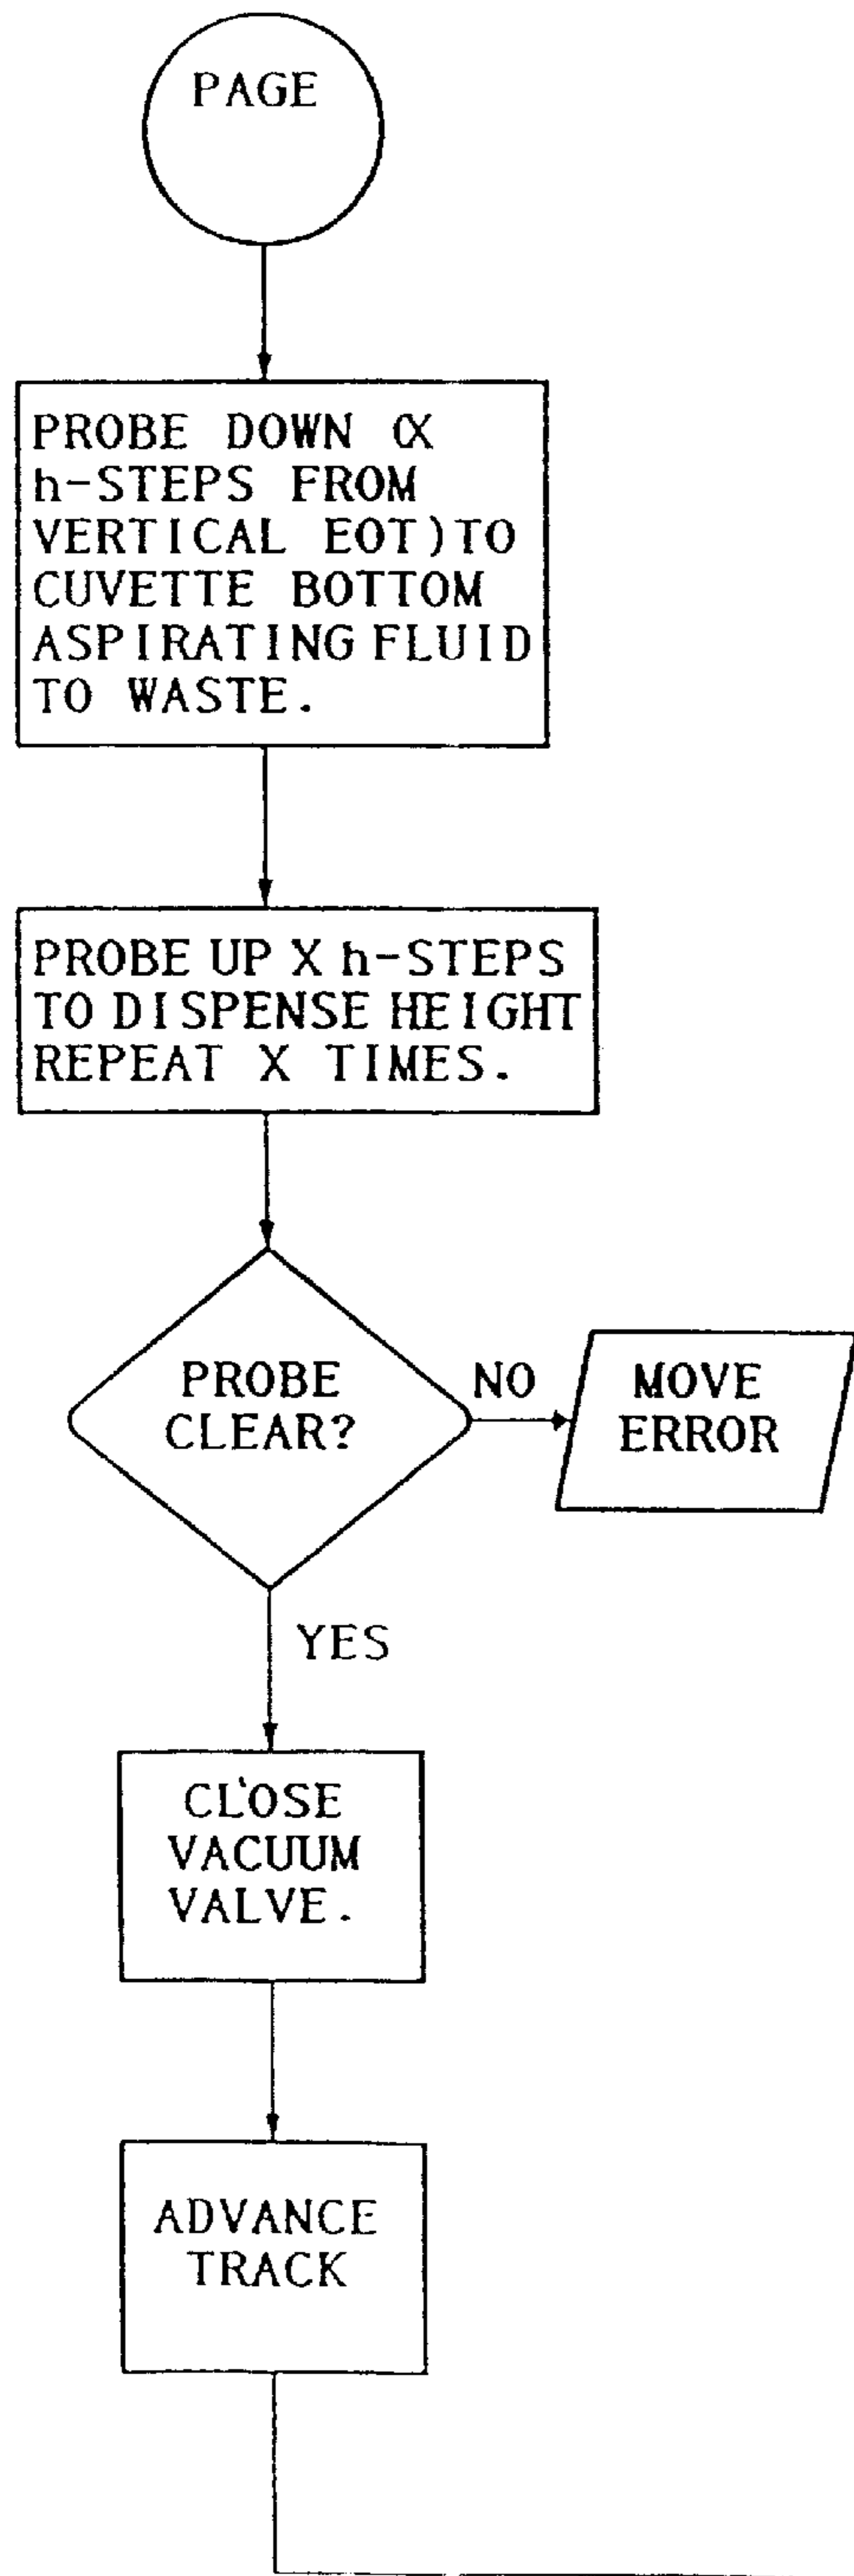 PAGE
PROBE DOWN (X
h-STEPS FROM
VERTICAL EOT) TO
CUVETTE BOTTOM
ASPIRATING FLUID
TO WASTE.
PROBE UP X h-STEPS
TO DISPENSE HEIGHT
REPEAT X TIMES.
PROBE
CLEAR?
NO
MOVE
ERROR
YES
CLOSE
VACUUM
VALVE.
ADVANCE
TRACK